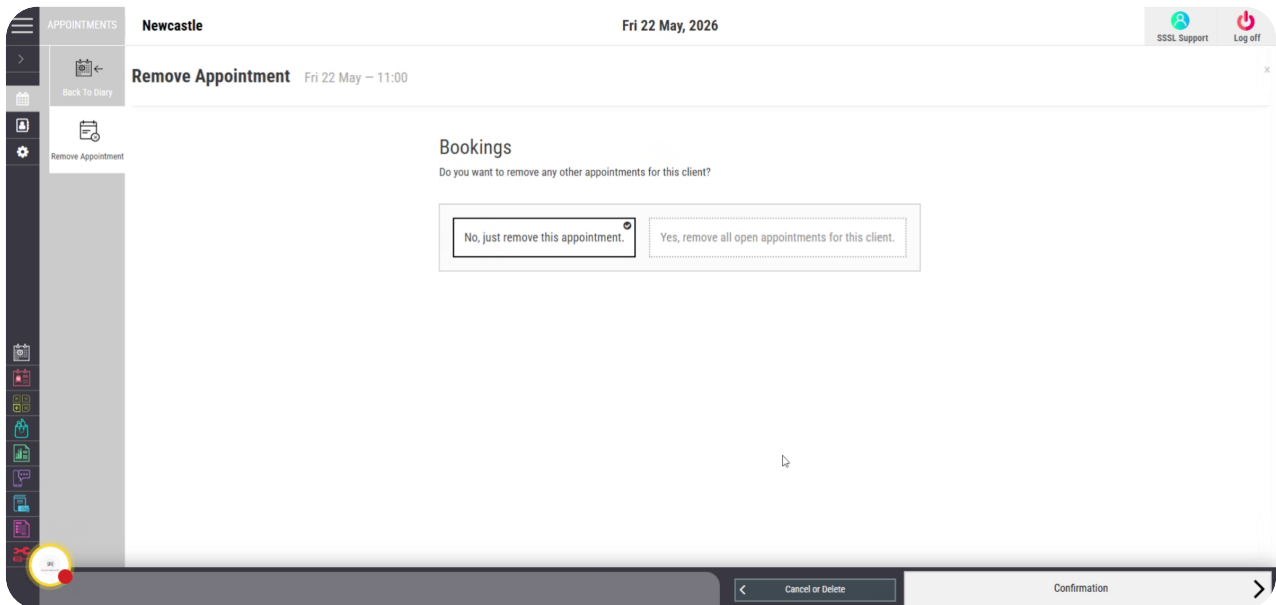 APPOINTMENTS
Newcastle
Fri 22 May, 2026
SSSL Support
Log off
Back To Diary
Remove Appointment Fri 22 May — 11:00
x
Remove Appointment
Bookings
Do you want to remove any other appointments for this client?
No, just remove this appointment.
Yes, remove all open appointments for this client.
Cancel or Delete
Confirmation